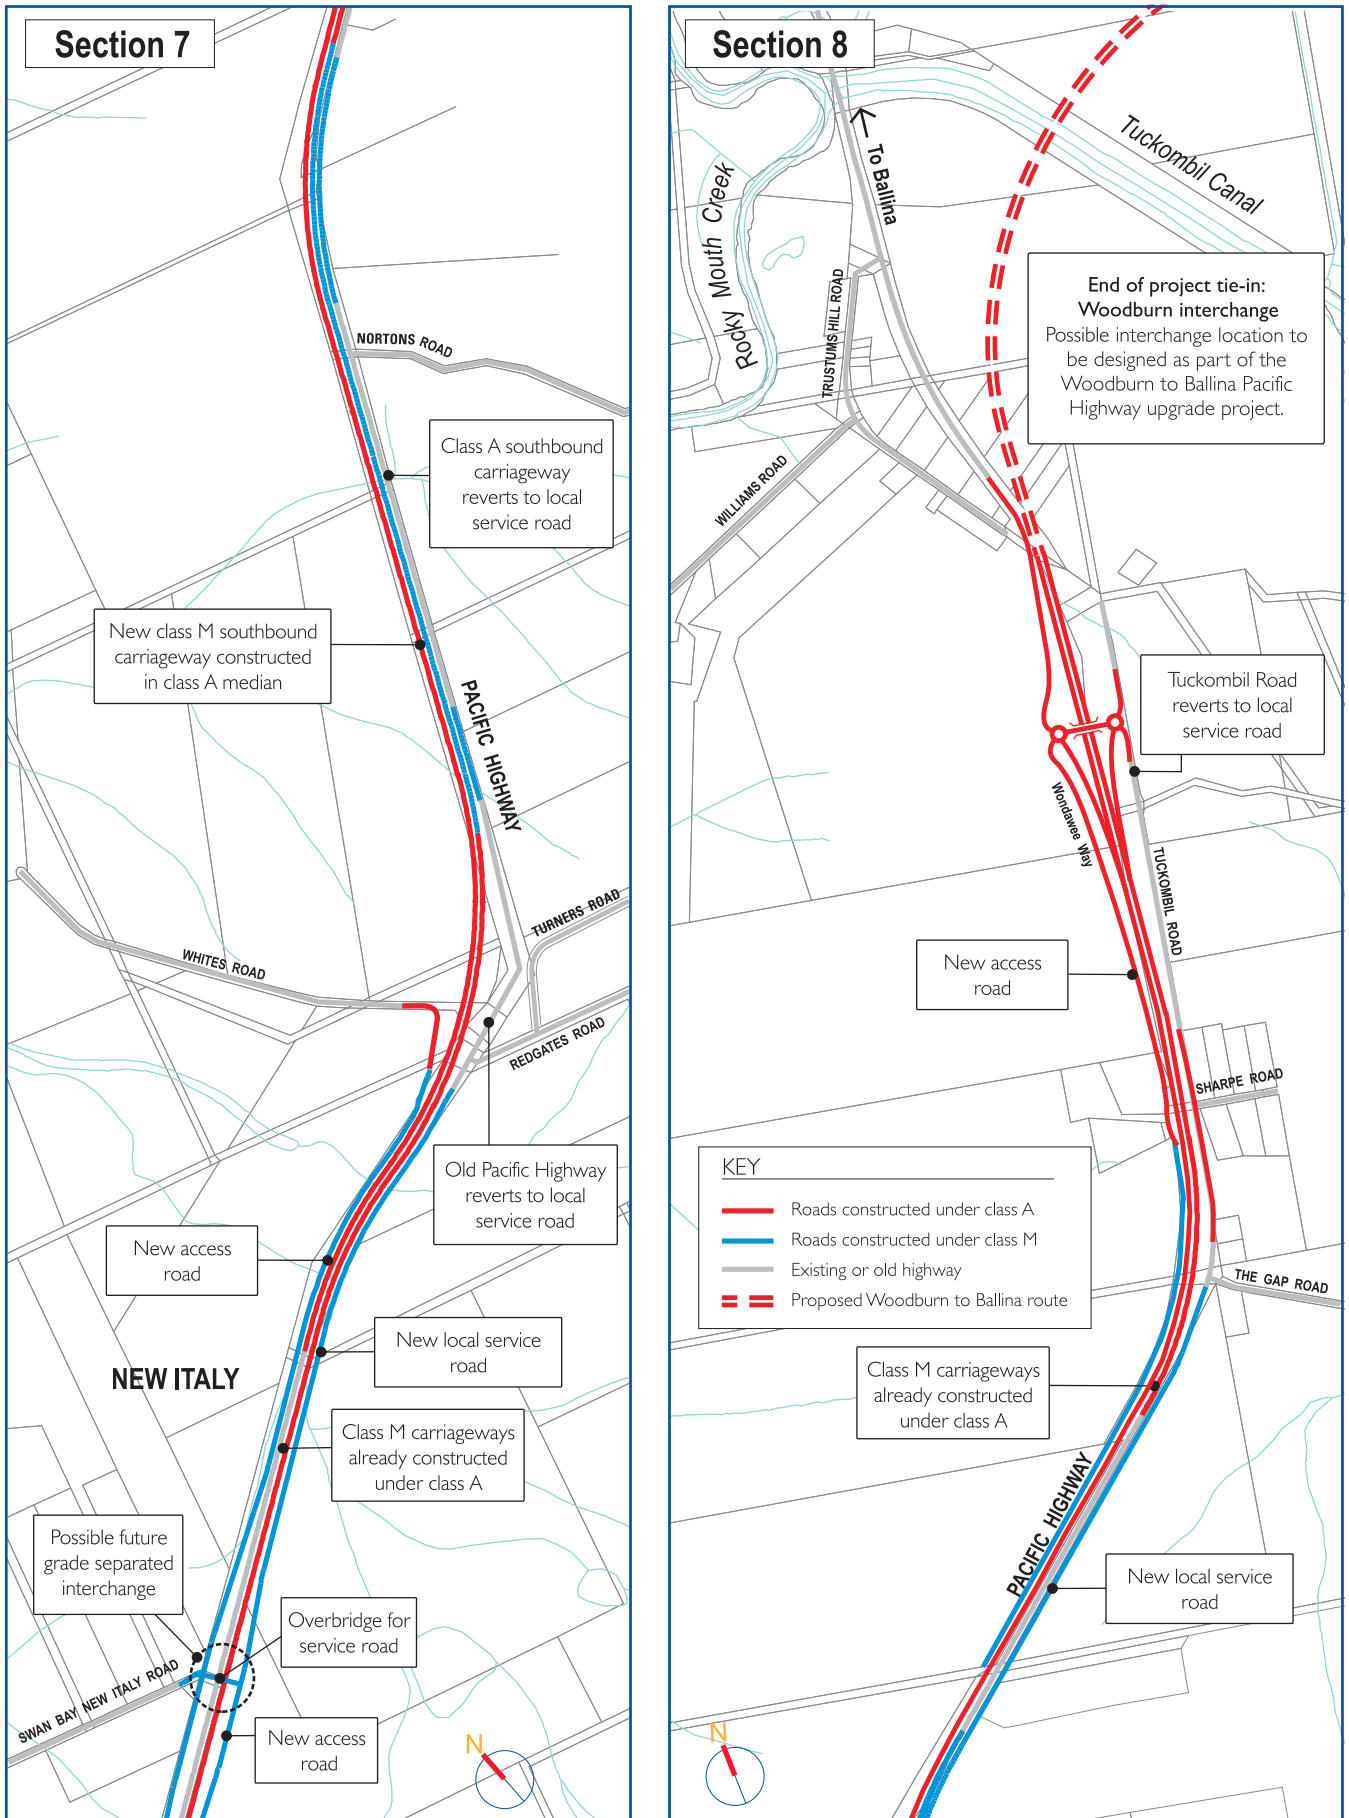 Section 7
NORTONS ROAD
Class A southbound
carriageway
reverts to local
service road
New class M southbound
carriageway constructed
in class A median
PACIFIC HIGHWAY
TURNERS ROAD
WHITES ROAD
REDGATES ROAD
Old Pacific Highway
reverts to local
service road
New access
road
New local service
road
NEW ITALY
Class M carriageways
already constructed
under class A
Possible future
grade separated
interchange
Overbridge for
service road
SWAN BAY NEW ITALY ROAD
New access
road
N
Section 8
Tuckombil Canal
To Ballina
Rocky Mouth Creek
End of project tie-in:
Woodburn interchange
Possible interchange location to
be designed as part of the
Woodburn to Ballina Pacific
Highway upgrade project.
TRUSTUMS HILL ROAD
WILLIAMS ROAD
Tuckombil Road
reverts to local
service road
Wondawee Way
TUCKOMBIL ROAD
New access
road
SHARPE ROAD
KEY
Roads constructed under class A
Roads constructed under class M
Existing or old highway
Proposed Woodburn to Ballina route
THE GAP ROAD
Class M carriageways
already constructed
under class A
PACIFIC HIGHWAY
New local service
road
N